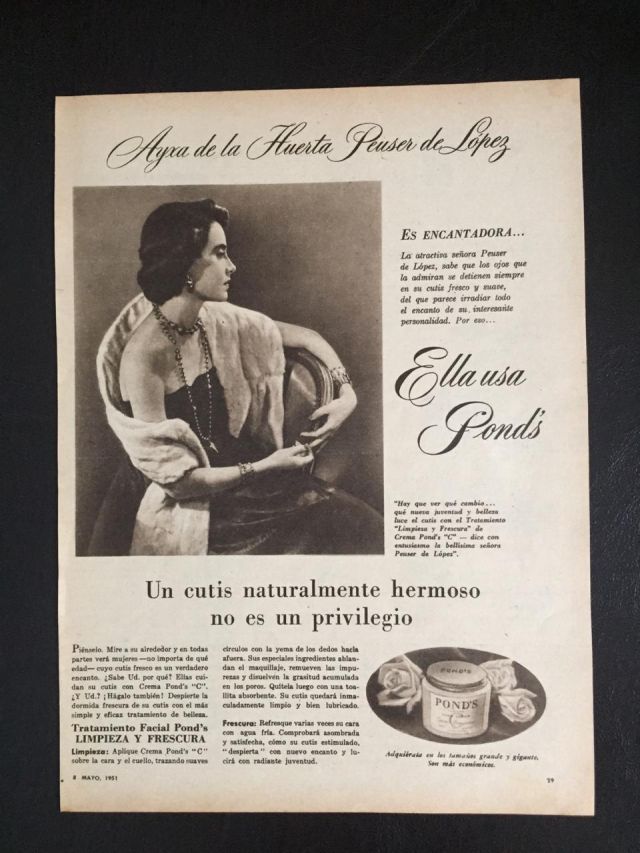 Ayxa de la Huerta Peuser de López
ES ENCANTADORA...
La atractiva señora Peuser
de López, sabe que los ojos que
la admiran se detienen siempre
en su cutis fresco y suave,
del que parece irradiar todo
el encanto de su interesante
personalidad. Por eso...
Ella usa
Pond's
"Hay que ver qué cambio...
qué nueva juventud y belleza
luce el cutis con el Tratamiento
"Limpieza y Frescura" de
Crema Pond's "C" — dice con
entusiasmo la bellísima señora
Peuser de López".
Un cutis naturalmente hermoso
no es un privilegio
Piénselo. Mire a su alrededor y en todas
partes verá mujeres —no importa de qué
edad— cuyo cutis fresco es un verdadero
encanto. ¿Sabe Ud. por qué? Ellas cui-
dan su cutis con Crema Pond's "C".
¿Y Ud.? ¡Hágalo también! Despierte la
dormida frescura de su cutis con el más
simple y eficaz tratamiento de belleza.
Tratamiento Facial Pond's
LIMPIEZA Y FRESCURA
Limpieza: Aplique Crema Pond's "C"
sobre la cara y el cuello, trazando suaves
círculos con la yema de los dedos hacia
afuera. Sus especiales ingredientes ablan-
dan el maquillaje, remueven las impu-
rezas y disuelven la grasitud acumulada
en los poros. Quítela luego con una toa-
llita absorbente. Su cutis quedará inma-
culadamente limpio y bien lubricado.
Frescura: Refresque varias veces su cara
con agua fría. Comprobará asombrada
y satisfecha, cómo su cutis estimulado,
"despierta" con nuevo encanto y lu-
cirá con radiante juventud.
POND'S
POND'S
Adquiérala en los tamaños grande y gigante.
Son más económicos.
8 MAYO, 1951
79